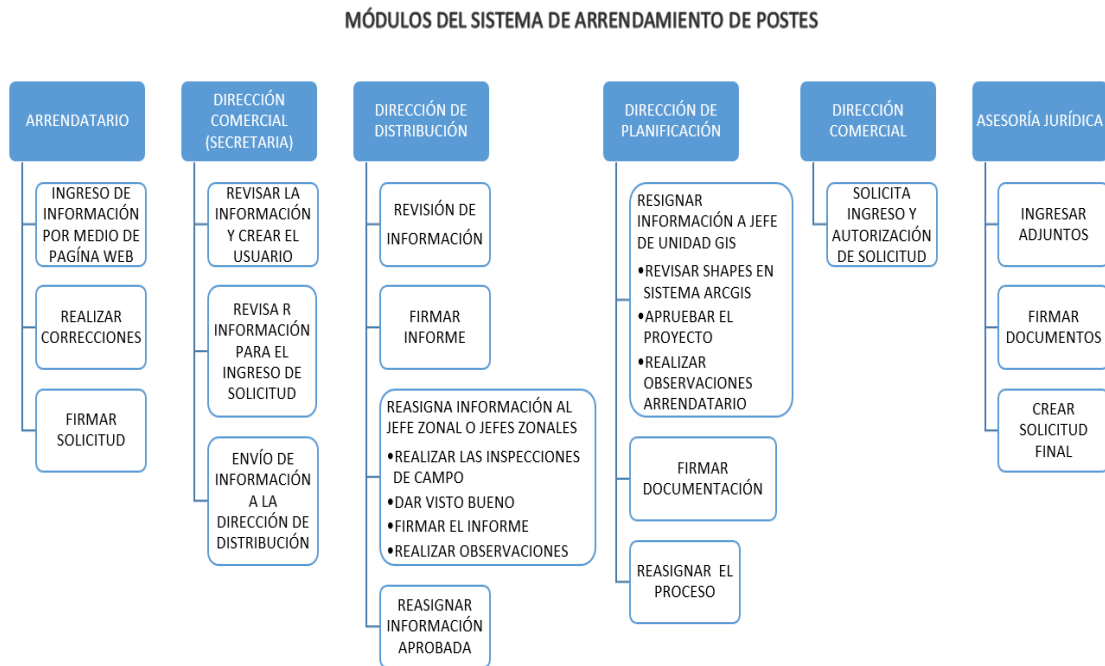 MÓDULOS DEL SISTEMA DE ARRENDAMIENTO DE POSTES
ARRENDATARIO
INGRESO DE
INFORMACIÓN
POR MEDIO DE
PAGÍNA WEB
REALIZAR
CORRECCIONES
FIRMAR
SOLICITUD
DIRECCIÓN
COMERCIAL
(SECRETARIA)
REVISAR LA
INFORMACIÓN
Y CREAR EL
USUARIO
REVISA R
INFORMACIÓN
PARA EL
INGRESO DE
SOLICITUD
ENVÍO DE
INFORMACIÓN
A LA
DIRECCIÓN DE
DISTRIBUCIÓN
DIRECCIÓN DE
DISTRIBUCIÓN
REVISIÓN DE
INFORMACIÓN
FIRMAR
INFORME
REASIGNA INFORMACIÓN AL
JEFE ZONAL O JEFES ZONALES
•REALIZAR LAS INSPECCIONES
DE CAMPO
•DAR VISTO BUENO
•FIRMAR EL INFORME
•REALIZAR OBSERVACIONES
REASIGNAR
INFORMACIÓN
APROBADA
DIRECCIÓN DE
PLANIFICACIÓN
RESIGNAR
INFORMACIÓN A JEFE
DE UNIDAD GIS
•REVISAR SHAPES EN
SISTEMA ARCGIS
•APRUEBAR EL
PROYECTO
•REALIZAR
OBSERVACIONES
ARRENDATARIO
FIRMAR
DOCUMENTACIÓN
REASIGNAR EL
PROCESO
DIRECCIÓN
COMERCIAL
SOLICITA
INGRESO Y
AUTORIZACIÓN
DE SOLICITUD
ASESORÍA JURÍDICA
INGRESAR
ADJUNTOS
FIRMAR
DOCUMENTOS
CREAR
SOLICITUD
FINAL